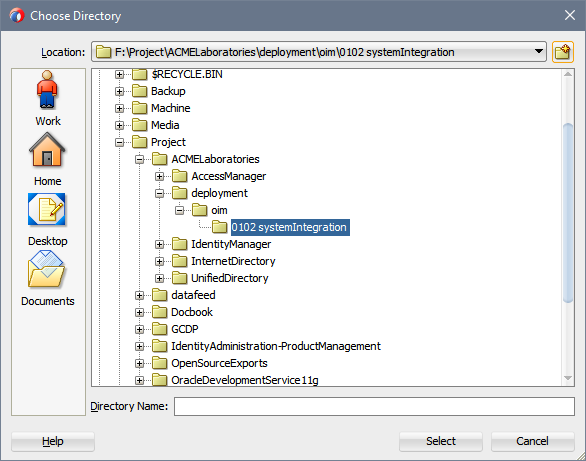 Choose Directory
Location: F:\Project\ACMELaboratories\deployment\oim\0102 systemIntegration
$RECYCLE.BIN
Backup
Machine
Media
Project
ACMELaboratories
AccessManager
deployment
oim
0102 systemIntegration
IdentityManager
InternetDirectory
UnifiedDirectory
datafeed
Docbook
GCDP
IdentityAdministration-ProductManagement
OpenSourceExports
OracleDevelopmentService11g
Work
Home
Desktop
Documents
Directory Name:
Help
Select
Cancel